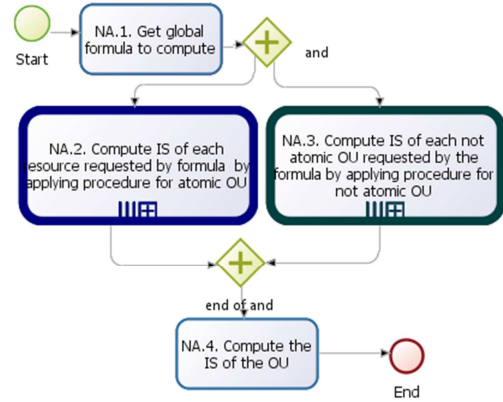 Start
NA.1. Get global
formula to compute
and
NA.2. Compute IS of each
resource requested by formula by
applying procedure for atomic OU
NA.3. Compute IS of each not
atomic OU requested by the
formula by applying procedure for
not atomic OU
end of and
NA.4. Compute the
IS of the OU
End